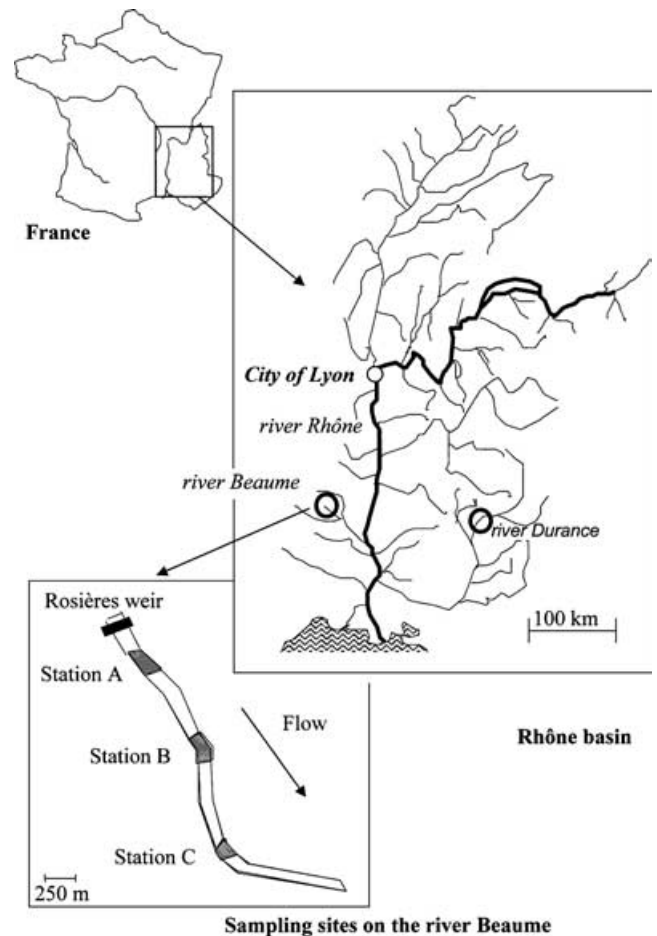 France
City of Lyon
river Rhône
river Beaume
river Durance
100 km
Rosières weir
Station A
Flow
Rhône basin
Station B
Station C
250 m
Sampling sites on the river Beaume